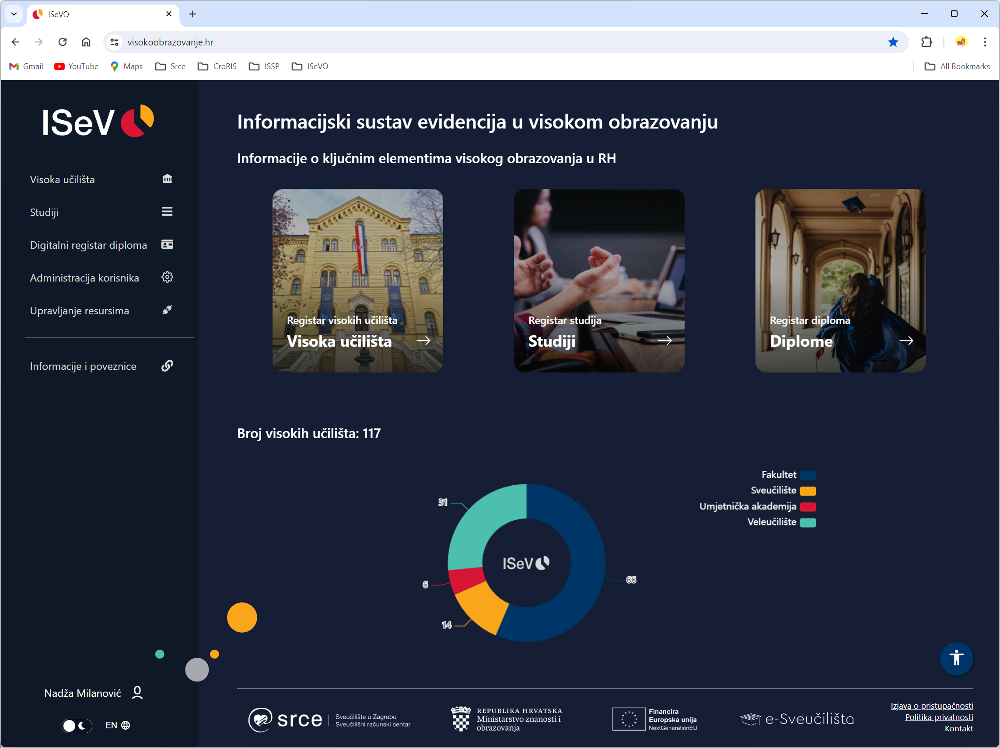 ISeVO
visokoobrazovanje.hr
Gmail
YouTube
Maps
Srce
CroRIS
ISSP
ISeVO
All Bookmarks
ISeV
Visoka učilišta
Studiji
Digitalni registar diploma
Administracija korisnika
Upravljanje resursima
Informacije i poveznice
Nadža Milanović
EN
Informacijski sustav evidencija u visokom obrazovanju
Informacije o ključnim elementima visokog obrazovanja u RH
Registar visokih učilišta
Visoka učilišta
Registar studija
Studiji
Registar diploma
Diplome
Broj visokih učilišta: 117
Fakultet
Sveučilište
Umjetnička akademija
Veleučilište
31
6
14
66
ISeV
srce
Sveučilište u Zagrebu
Sveučilišni računski centar
REPUBLIKA HRVATSKA
Ministarstvo znanosti i
obrazovanja
Financira
Europska unija
NextGenerationEU
e-Sveučilišta
Izjava o pristupačnosti
Politika privatnosti
Kontakt